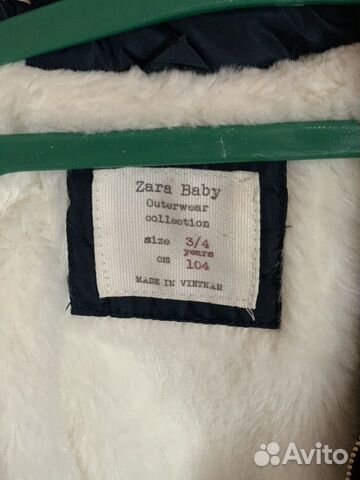 Zara Baby
Outerwear
collection
size 3/4
years
cm 104
MADE IN VIETNAM
Avito